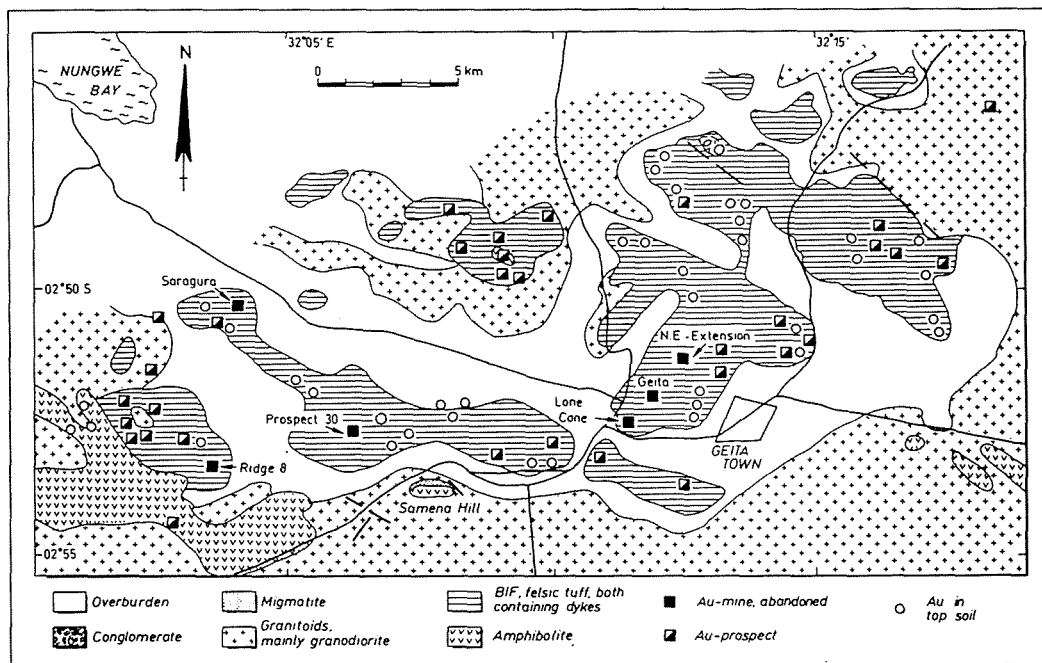 32°05' E
32°15'
NUNGWE
BAY
N
0 5 km
02°50 S
Saragura
N.E-Extension
Geita
Lone
Cone
Prospect 30
GEITA
TOWN
Ridge 8
Samena Hill
02°55
Overburden
Migmatite
BIF, felsic tuff, both
containing dykes
Au-mine, abandoned
Au in
top soil
Conglomerate
Granitoids,
mainly granodiorite
Amphibolite
Au-prospect